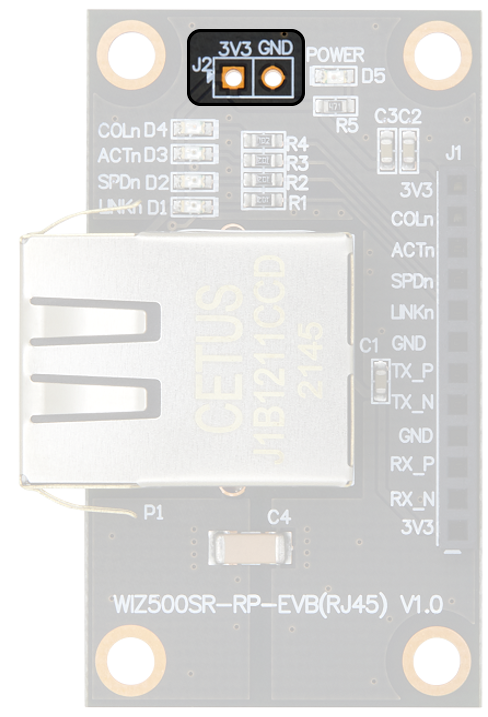 3V3 GND
J2
POWER
D5
R5
C3C2
J1
COLn D4
ACTn D3
SPDn D2
LINKn D1
R4
R3
R2
R1
3V3
COLn
ACTn
SPDn
LINKn
GND
TX_P
TX_N
GND
RX_P
RX_N
3V3
C1
CETUS
J1B1211CCD
2145
P1
C4
WIZ500SR-RP-EVB(RJ45) V1.0